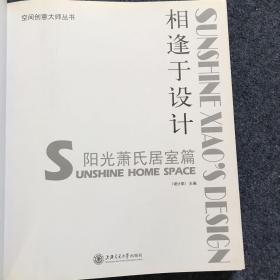 空间创意大师丛书
相逢于设计
SUNSHINE XIAO'S DESIGN
阳光萧氏居室篇
SUNSHINE HOME SPACE
主编
上海交通大学出版社